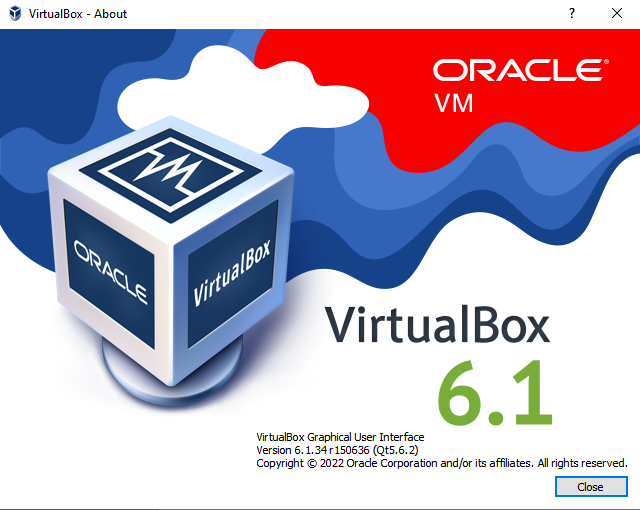 VirtualBox - About
ORACLE®
VM
ORACLE
VirtualBox
VirtualBox
6.1
VirtualBox Graphical User Interface
Version 6.1.34 r150636 (Qt5.6.2)
Copyright © 2022 Oracle Corporation and/or its affiliates. All rights reserved.
Close